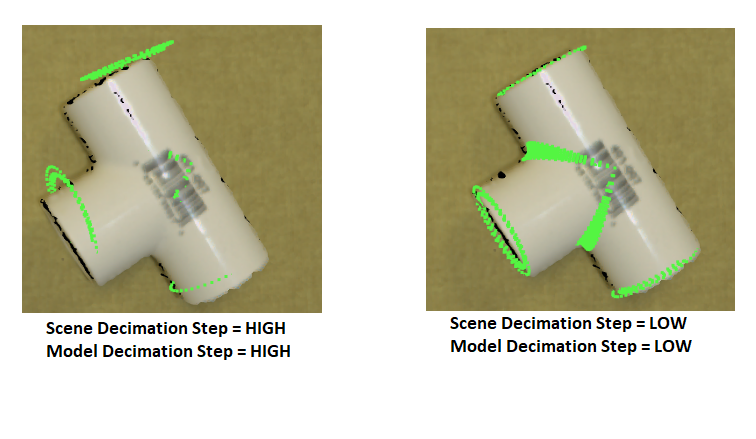 Scene Decimation Step = HIGH
Model Decimation Step = HIGH
Scene Decimation Step = LOW
Model Decimation Step = LOW